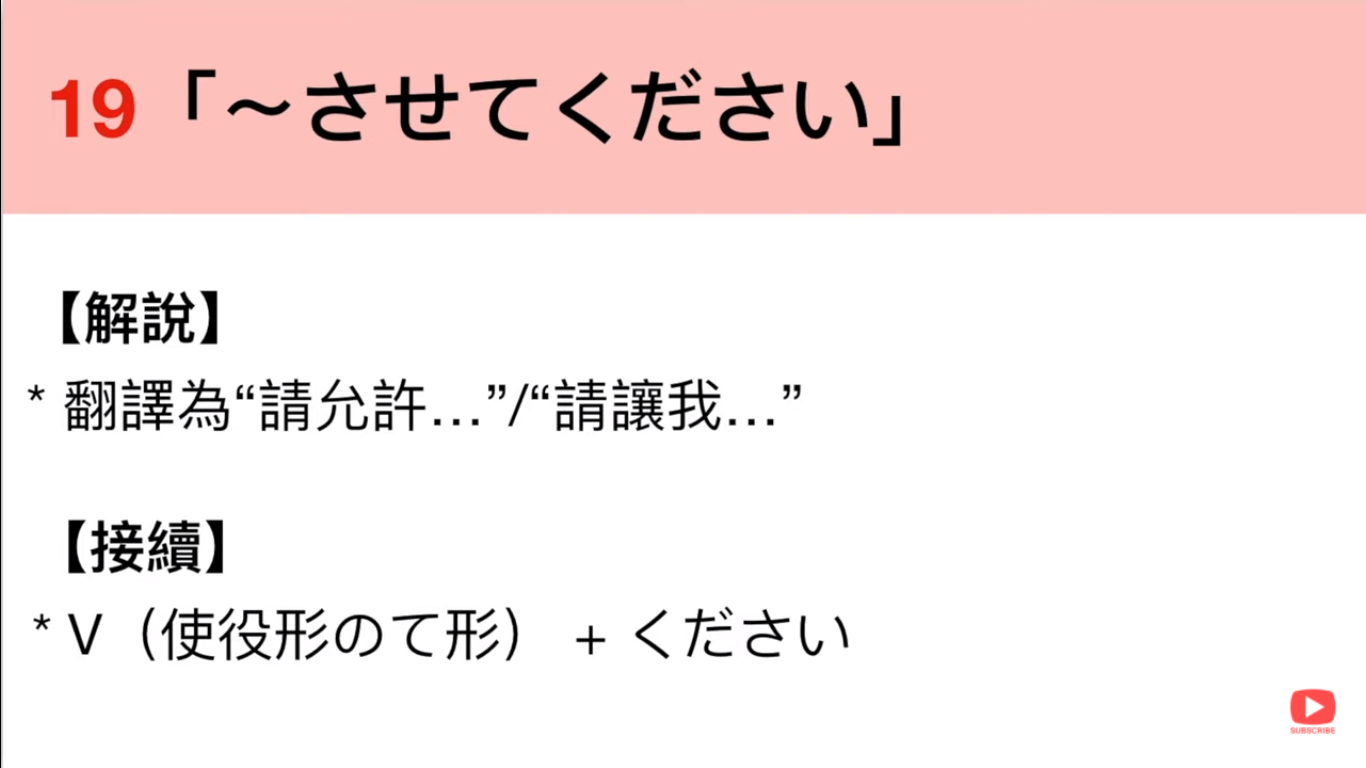 19「～させてください」
【解說】
* 翻譯為“請允許...”/“請讓我...”
【接續】
* V（使役形のて形） + ください
SUBSCRIBE